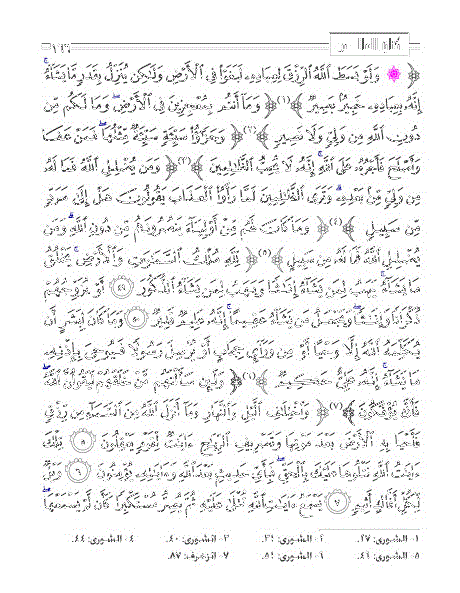 ﴿ ۞ وَلَوْ بَسَطَ اللَّهُ الرِّزْقَ لِعِبَادِهِ لَبَغَوْا فِي الْأَرْضِ وَلَٰكِن يُنَزِّلُ بِقَدَرٍ مَّا يَشَاءُ
إِنَّهُ بِعِبَادِهِ خَبِيرٌ بَصِيرٌ ﴾(١)﴿ وَمَا أَنتُم بِمُعْجِزِينَ فِي الْأَرْضِ وَمَا لَكُم مِّن
دُونِ اللَّهِ مِن وَلِيٍّ وَلَا نَصِيرٍ ﴾(٢)﴿ وَجَزَاءُ سَيِّئَةٍ سَيِّئَةٌ مِّثْلُهَا فَمَنْ عَفَا
وَأَصْلَحَ فَأَجْرُهُ عَلَى اللَّهِ إِنَّهُ لَا يُحِبُّ الظَّالِمِينَ ﴾(٣)﴿ وَمَن يُضْلِلِ اللَّهُ فَمَا لَهُ
مِن وَلِيٍّ مِّن بَعْدِهِ وَتَرَى الظَّالِمِينَ لَمَّا رَأَوُا الْعَذَابَ يَقُولُونَ هَلْ إِلَىٰ مَرَدٍّ
مِّن سَبِيلٍ ﴾(٤)﴿ وَمَا كَانَ لَهُم مِّنْ أَوْلِيَاءَ يَنصُرُونَهُم مِّن دُونِ اللَّهِ وَمَن
يُضْلِلِ اللَّهُ فَمَا لَهُ مِن سَبِيلٍ ﴾(٥)﴿ لِّلَّهِ مُلْكُ السَّمَاوَاتِ وَالْأَرْضِ يَخْلُقُ
مَا يَشَاءُ يَهَبُ لِمَن يَشَاءُ إِنَاثًا وَيَهَبُ لِمَن يَشَاءُ الذُّكُورَ ٤٩ أَوْ يُزَوِّجُهُمْ
ذُكْرَانًا وَإِنَاثًا وَيَجْعَلُ مَن يَشَاءُ عَقِيمًا إِنَّهُ عَلِيمٌ قَدِيرٌ ٥٠ وَمَا كَانَ لِبَشَرٍ أَن
يُكَلِّمَهُ اللَّهُ إِلَّا وَحْيًا أَوْ مِن وَرَاءِ حِجَابٍ أَوْ يُرْسِلَ رَسُولًا فَيُوحِيَ بِإِذْنِهِ
مَا يَشَاءُ إِنَّهُ عَلِيٌّ حَكِيمٌ ﴾(٦)﴿ وَلَئِن سَأَلْتَهُم مَّنْ خَلَقَهُمْ لَيَقُولُنَّ اللَّهُ
فَأَنَّىٰ يُؤْفَكُونَ ﴾(٧)﴿ وَاخْتِلَافِ اللَّيْلِ وَالنَّهَارِ وَمَا أَنزَلَ اللَّهُ مِنَ السَّمَاءِ مِن رِّزْقٍ
فَأَحْيَا بِهِ الْأَرْضَ بَعْدَ مَوْتِهَا وَتَصْرِيفِ الرِّيَاحِ آيَاتٌ لِّقَوْمٍ يَعْقِلُونَ ٥ تِلْكَ
آيَاتُ اللَّهِ نَتْلُوهَا عَلَيْكَ بِالْحَقِّ فَبِأَيِّ حَدِيثٍ بَعْدَ اللَّهِ وَآيَاتِهِ يُؤْمِنُونَ ٦ وَيْلٌ
لِّكُلِّ أَفَّاكٍ أَثِيمٍ ٧ يَسْمَعُ آيَاتِ اللَّهِ تُتْلَىٰ عَلَيْهِ ثُمَّ يُصِرُّ مُسْتَكْبِرًا كَأَن لَّمْ يَسْمَعْهَا
١- الشورى: ٢٧. ٢- الشورى: ٣١. ٣- الشورى: ٤٠. ٤- الشورى: ٤٤.
٥- الشورى: ٤٦. ٦- الشورى: ٥١. ٧- الزخرف: ٨٧.